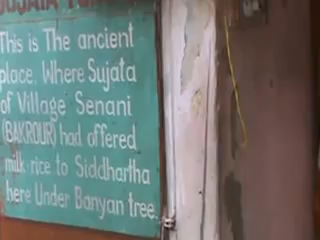 SUJATA
This is The ancient
place. Where Sujata
of Village Senani
(BAKROUR) had offered
milk-rice to Siddhartha
here Under Banyan tree.